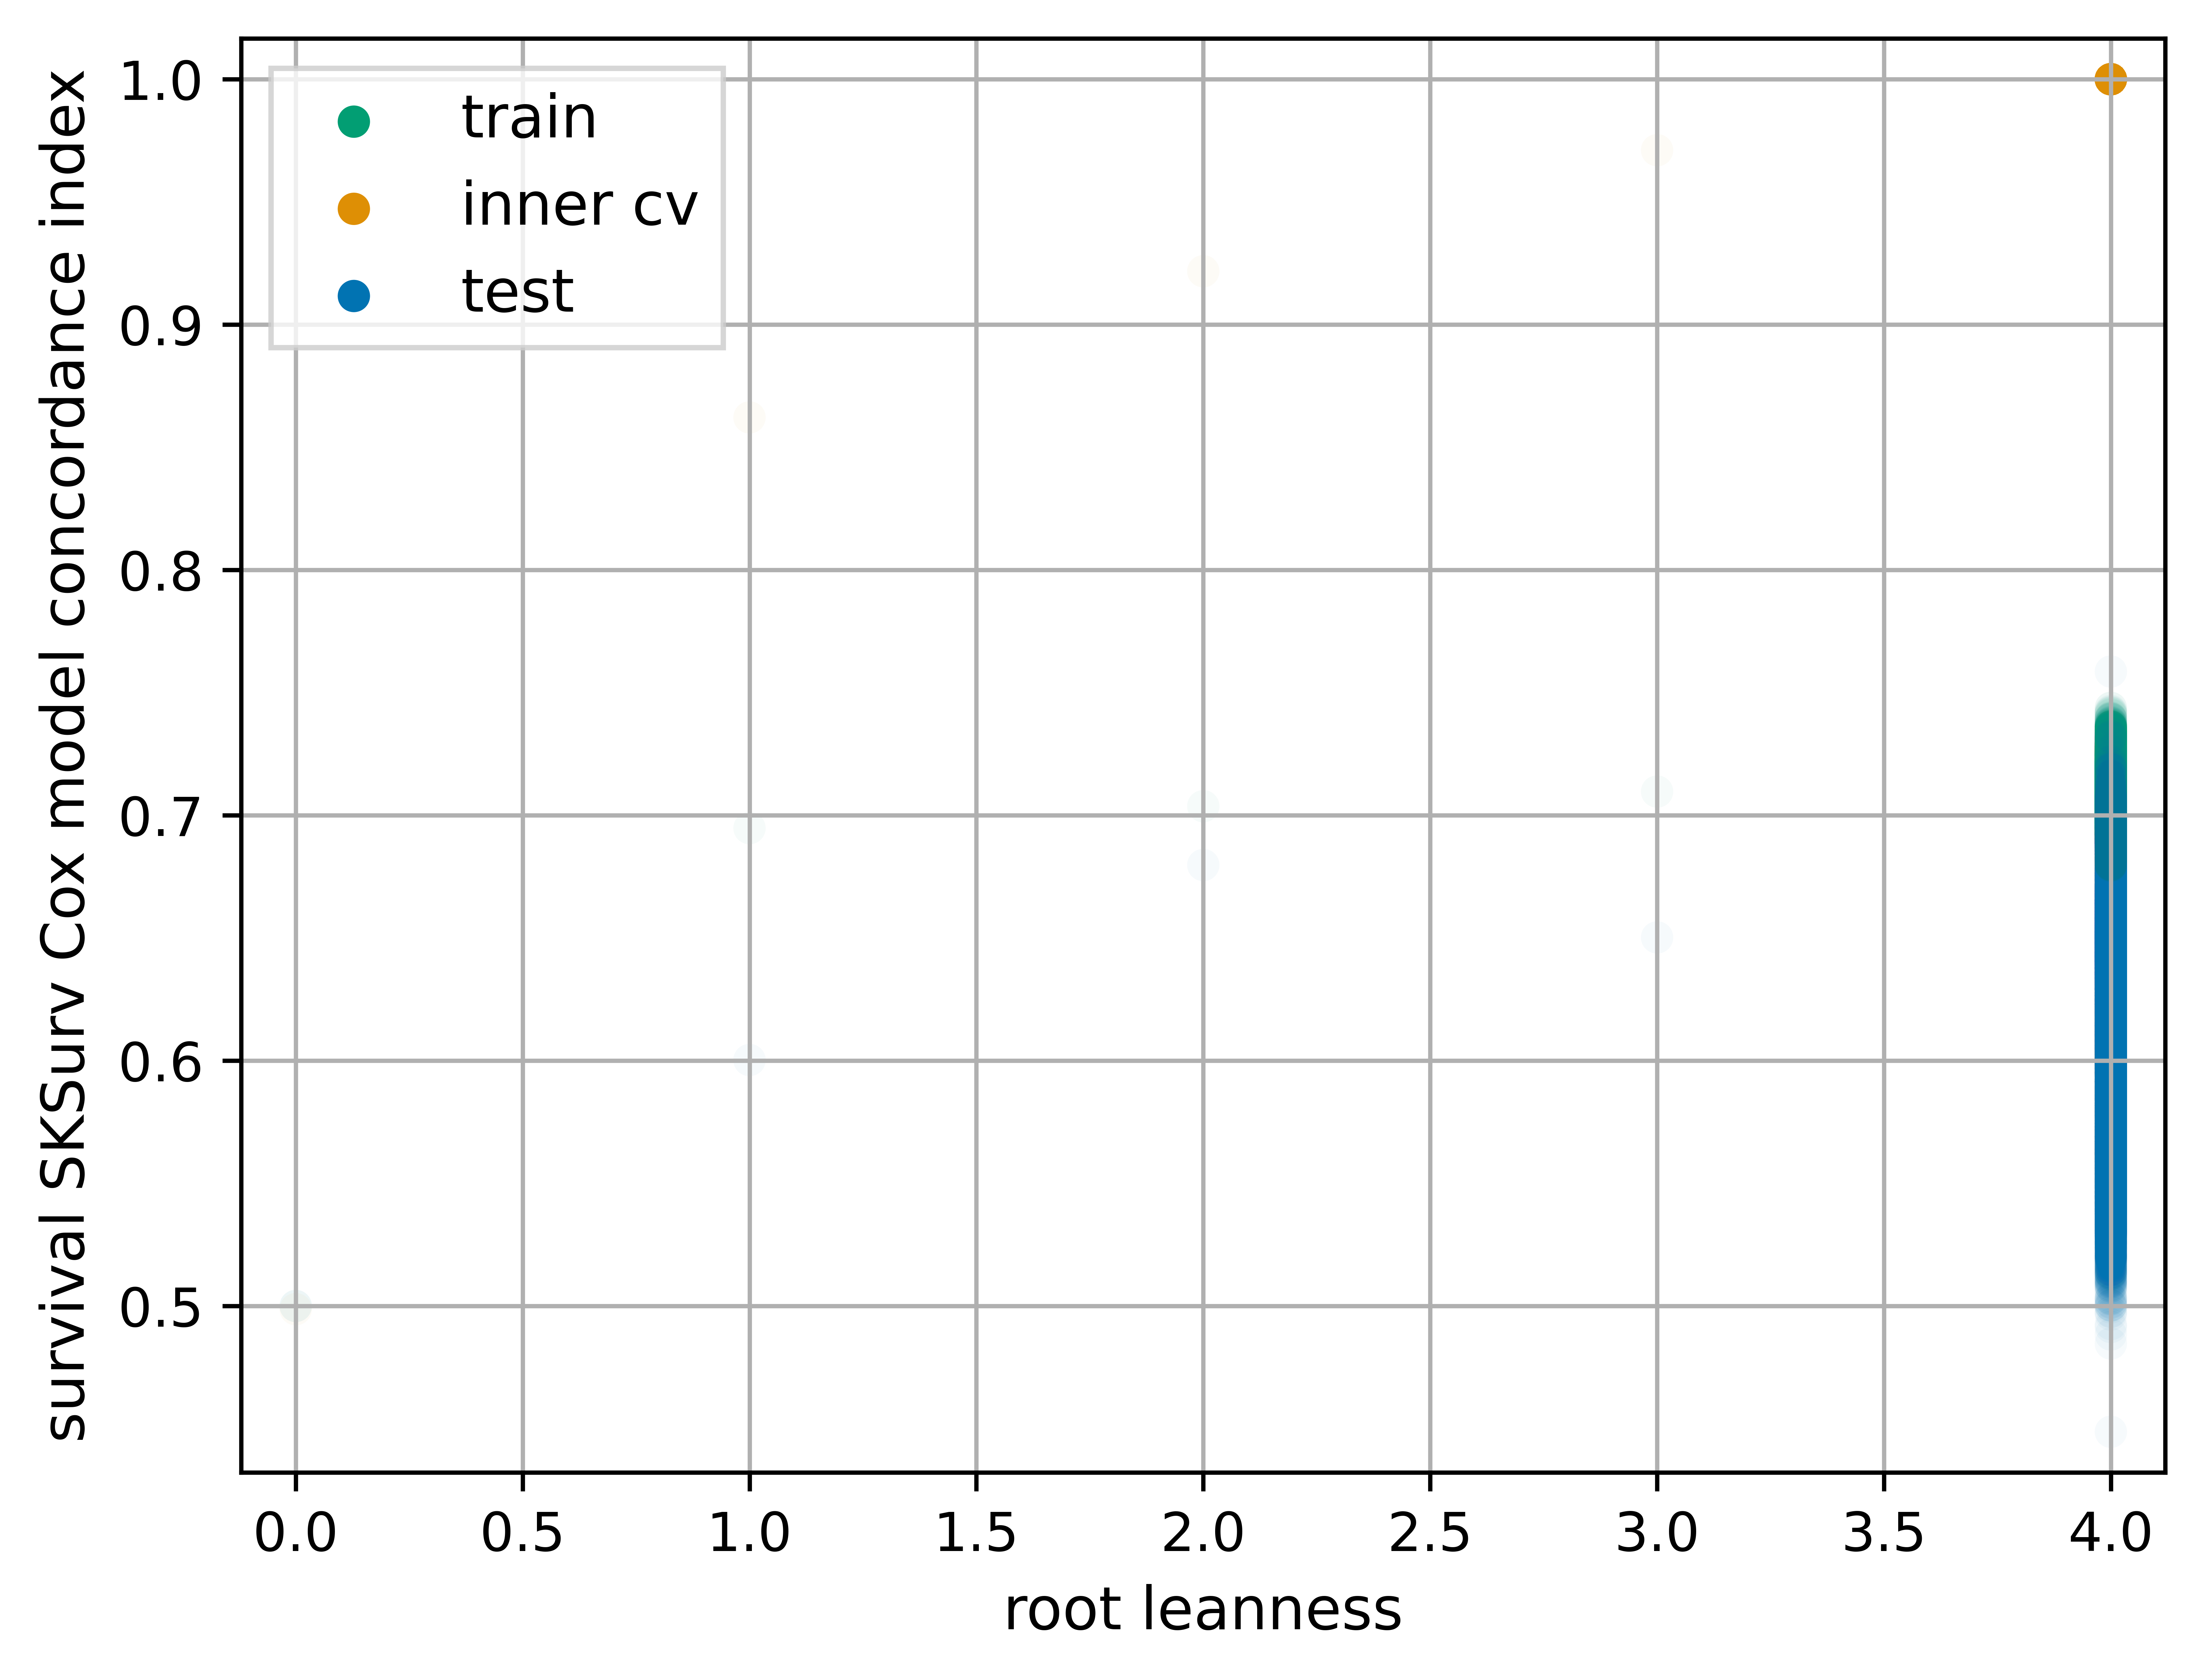 survival SKSurv Cox model concordance index
1.0
0.9
0.8
0.7
0.6
0.5
train
inner cv
test
0.0 0.5 1.0 1.5 2.0 2.5 3.0 3.5 4.0
root leanness